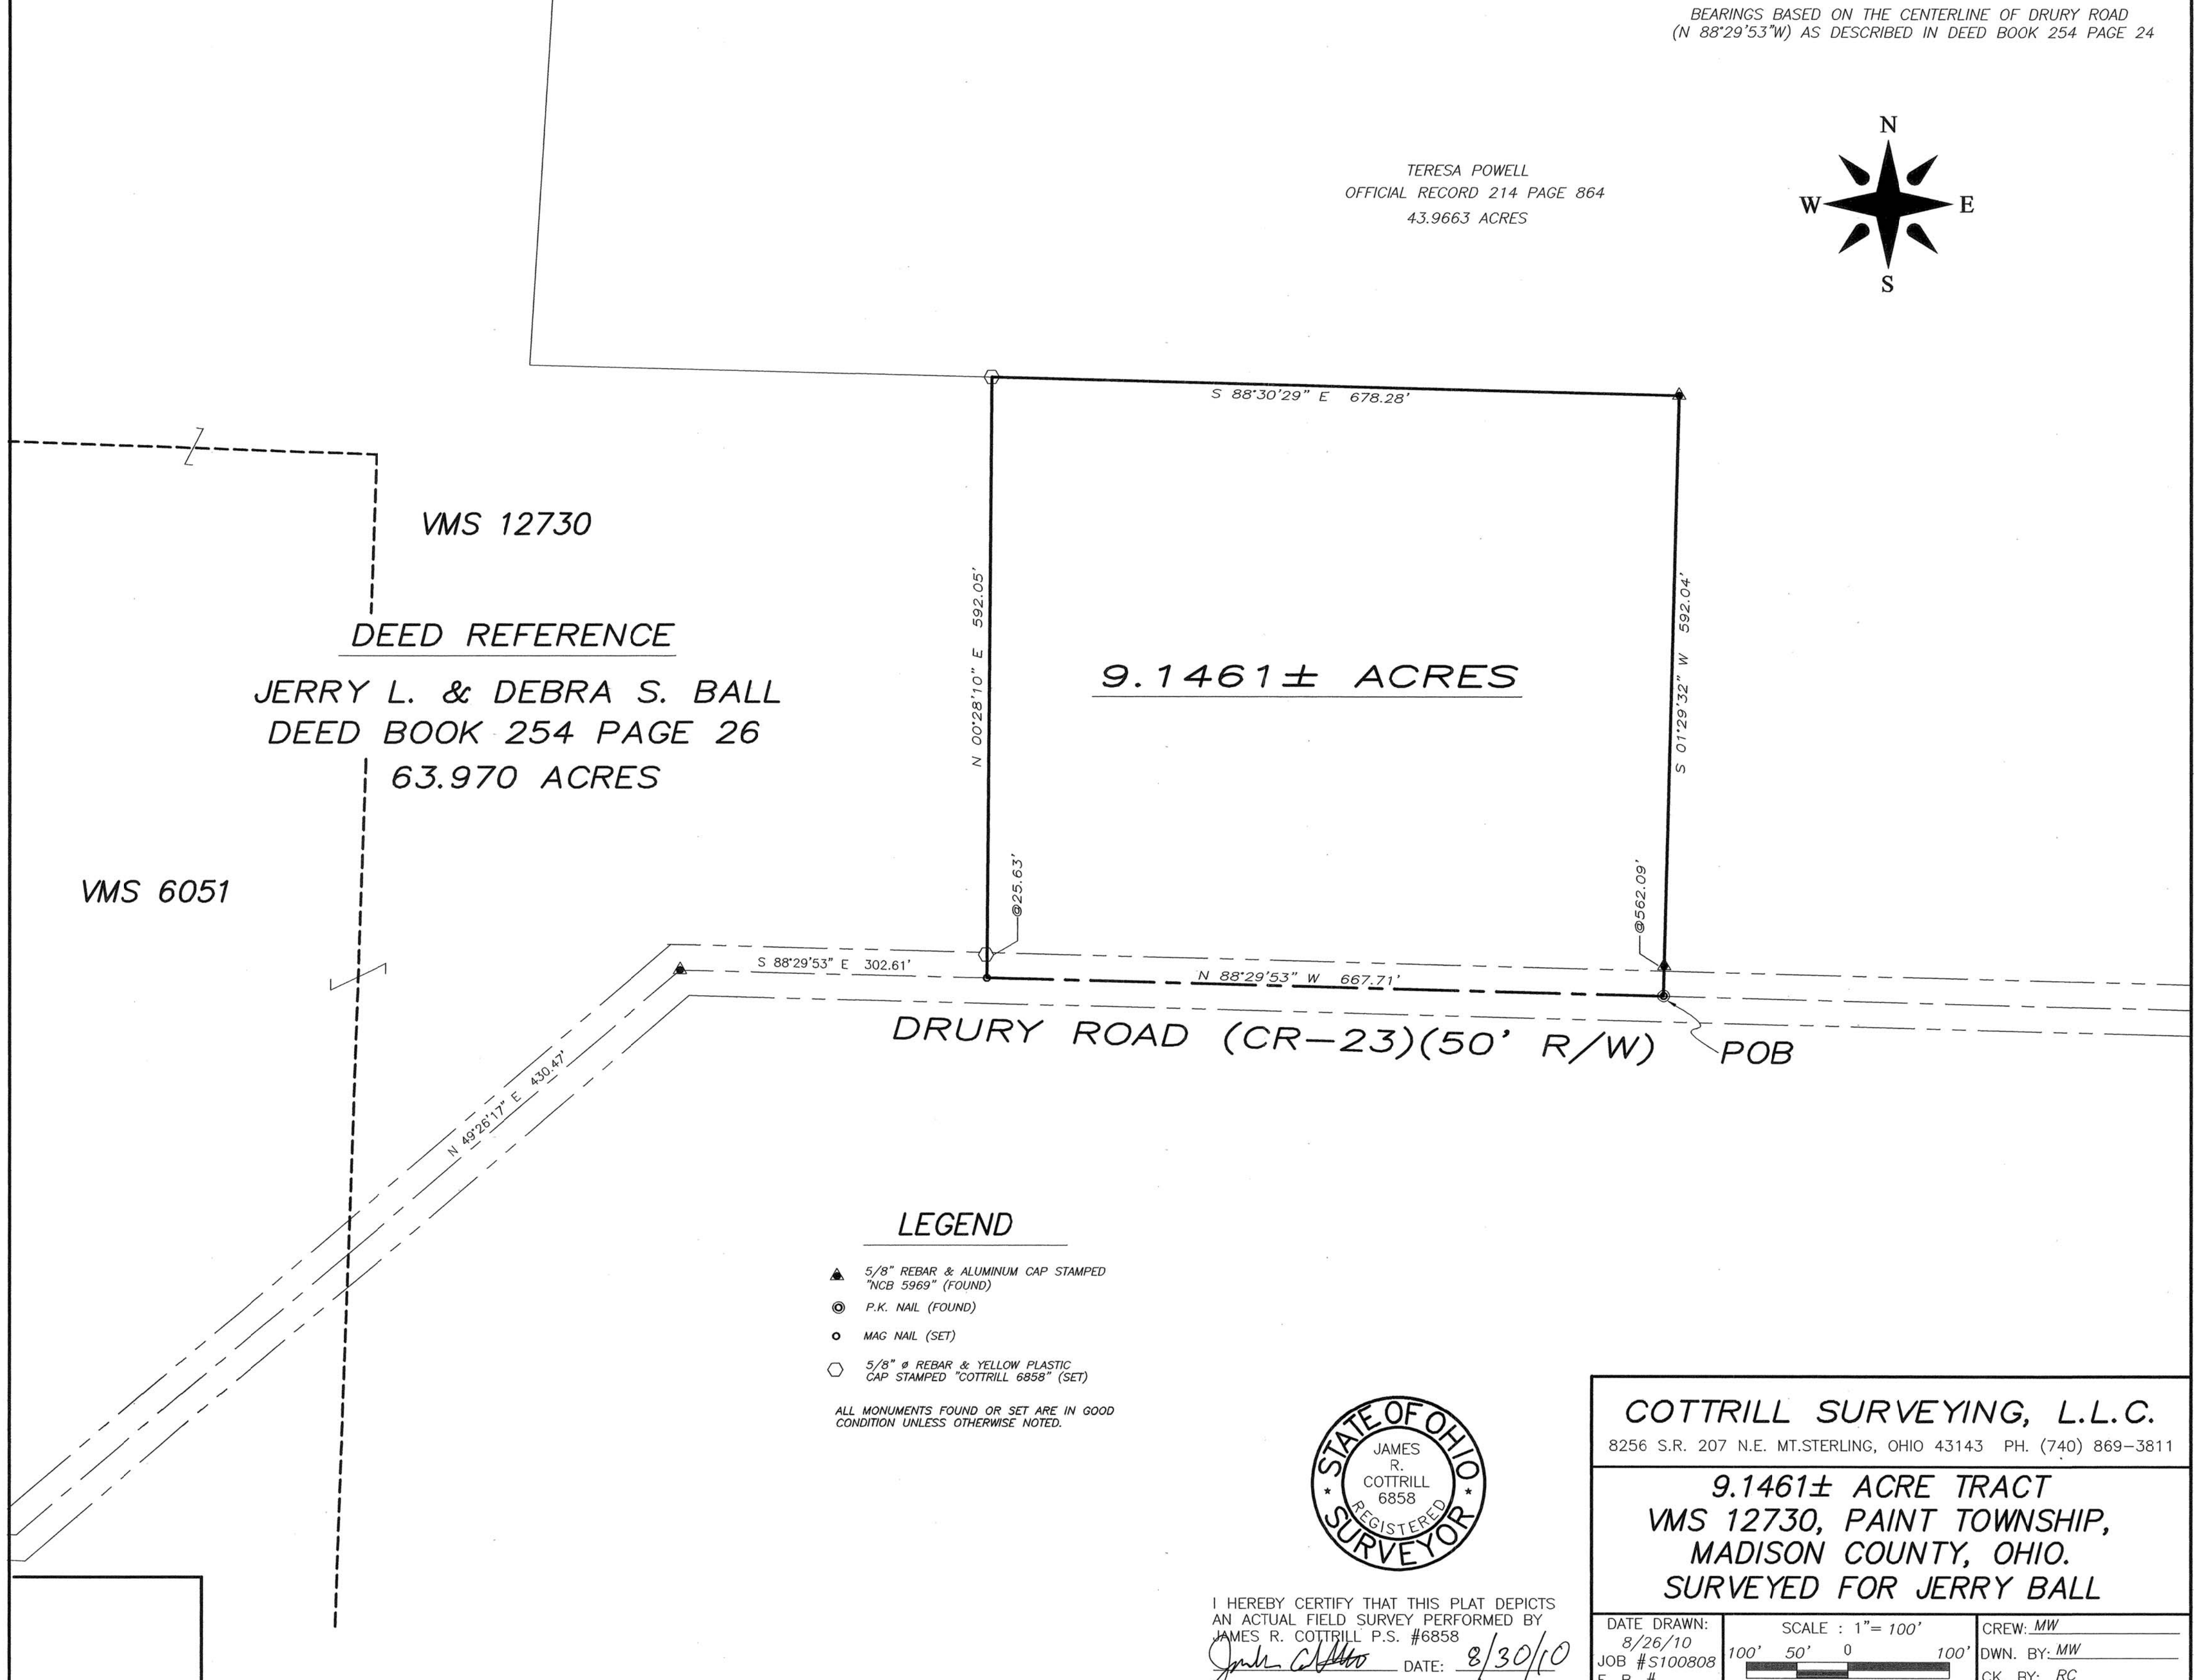 BEARINGS BASED ON THE CENTERLINE OF DRURY ROAD
(N 88°29'53"W) AS DESCRIBED IN DEED BOOK 254 PAGE 24
N
W E
S
TERESA POWELL
OFFICIAL RECORD 214 PAGE 864
43.9663 ACRES
S 88°30'29" E 678.28'
VMS 12730
DEED REFERENCE
JERRY L. & DEBRA S. BALL
DEED BOOK 254 PAGE 26
63.970 ACRES
VMS 6051
N 00°28'10" E 592.05'
9.1461± ACRES
S 01°29'32" W 592.04'
@25.63'
@562.09'
S 88°29'53" E 302.61'
N 88°29'53" W 667.71'
DRURY ROAD (CR-23)(50' R/W)
POB
N 49°26'17" E 430.47'
LEGEND
5/8" REBAR & ALUMINUM CAP STAMPED
"NCB 5969" (FOUND)
P.K. NAIL (FOUND)
MAG NAIL (SET)
5/8" ø REBAR & YELLOW PLASTIC
CAP STAMPED "COTTRILL 6858" (SET)
ALL MONUMENTS FOUND OR SET ARE IN GOOD
CONDITION UNLESS OTHERWISE NOTED.
STATE OF OHIO
JAMES
R.
COTTRILL
6858
REGISTERED
SURVEYOR
I HEREBY CERTIFY THAT THIS PLAT DEPICTS
AN ACTUAL FIELD SURVEY PERFORMED BY
JAMES R. COTTRILL P.S. #6858
DATE: 8/30/10
COTTRILL SURVEYING, L.L.C.
8256 S.R. 207 N.E. MT.STERLING, OHIO 43143 PH. (740) 869-3811
9.1461± ACRE TRACT
VMS 12730, PAINT TOWNSHIP,
MADISON COUNTY, OHIO.
SURVEYED FOR JERRY BALL
DATE DRAWN:
8/26/10
JOB #S100808
SCALE : 1"= 100'
100' 50' 0 100'
CREW: MW
DWN. BY: MW
CK. BY: RC